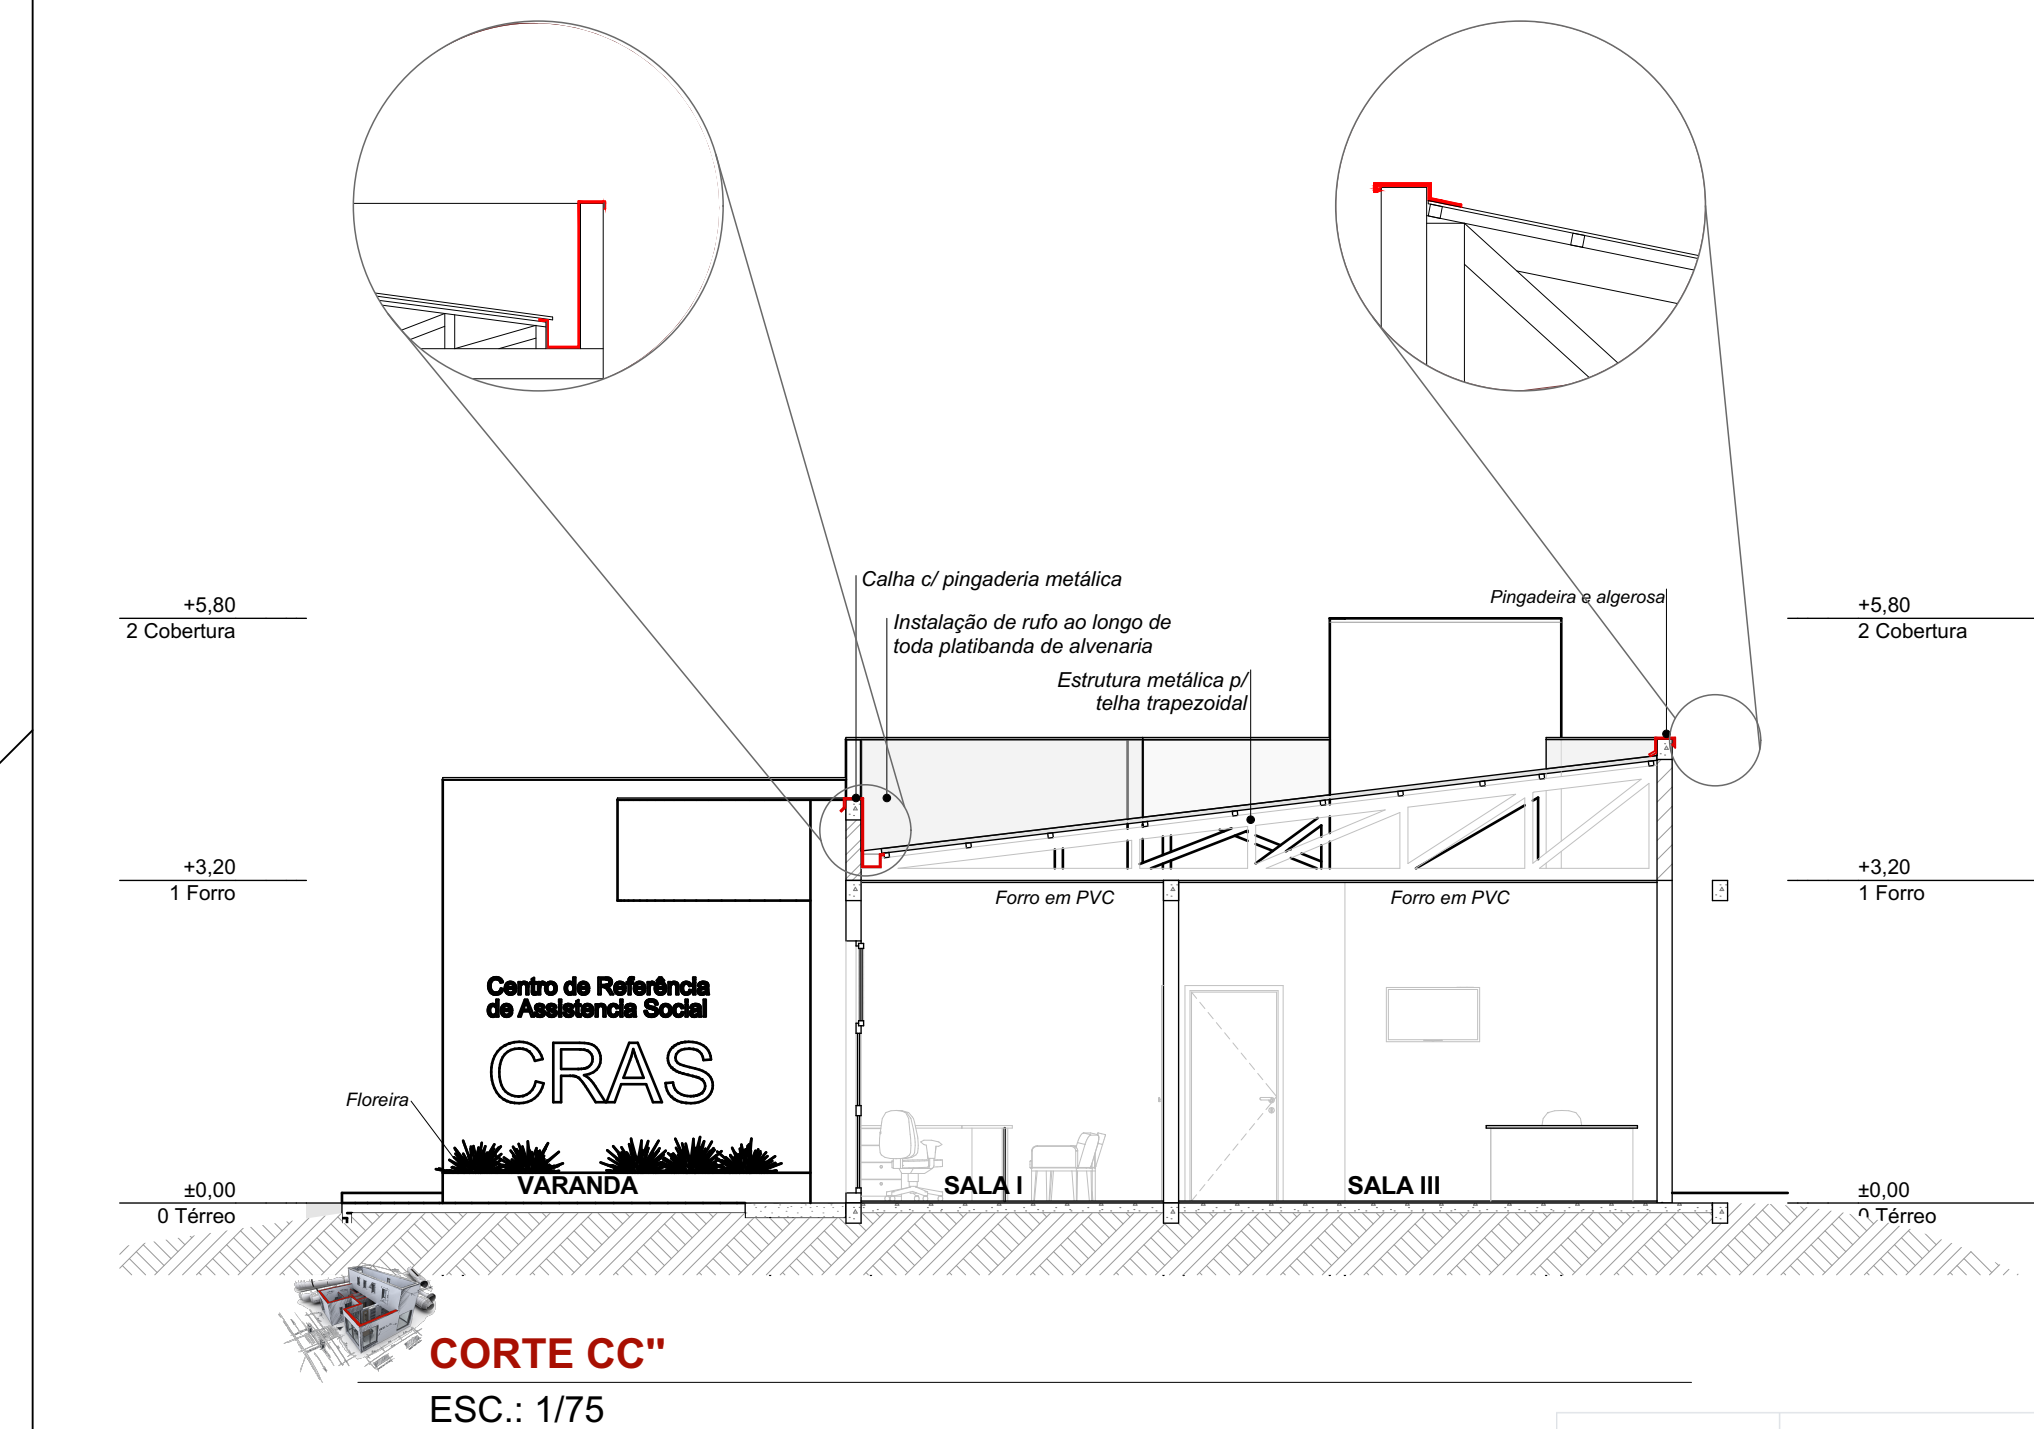 Calha c/ pingaderia metálica
Instalação de rufo ao longo de
toda platibanda de alvenaria
Estrutura metálica p/
telha trapezoidal
Pingadeira e algerosa
+5,80
2 Cobertura
+5,80
2 Cobertura
+3,20
1 Forro
+3,20
1 Forro
Forro em PVC
Forro em PVC
Centro de Referência
de Assistencia Social
CRAS
Floreira
VARANDA
SALA I
SALA III
±0,00
0 Térreo
±0,00
0 Térreo
CORTE CC"
ESC.: 1/75